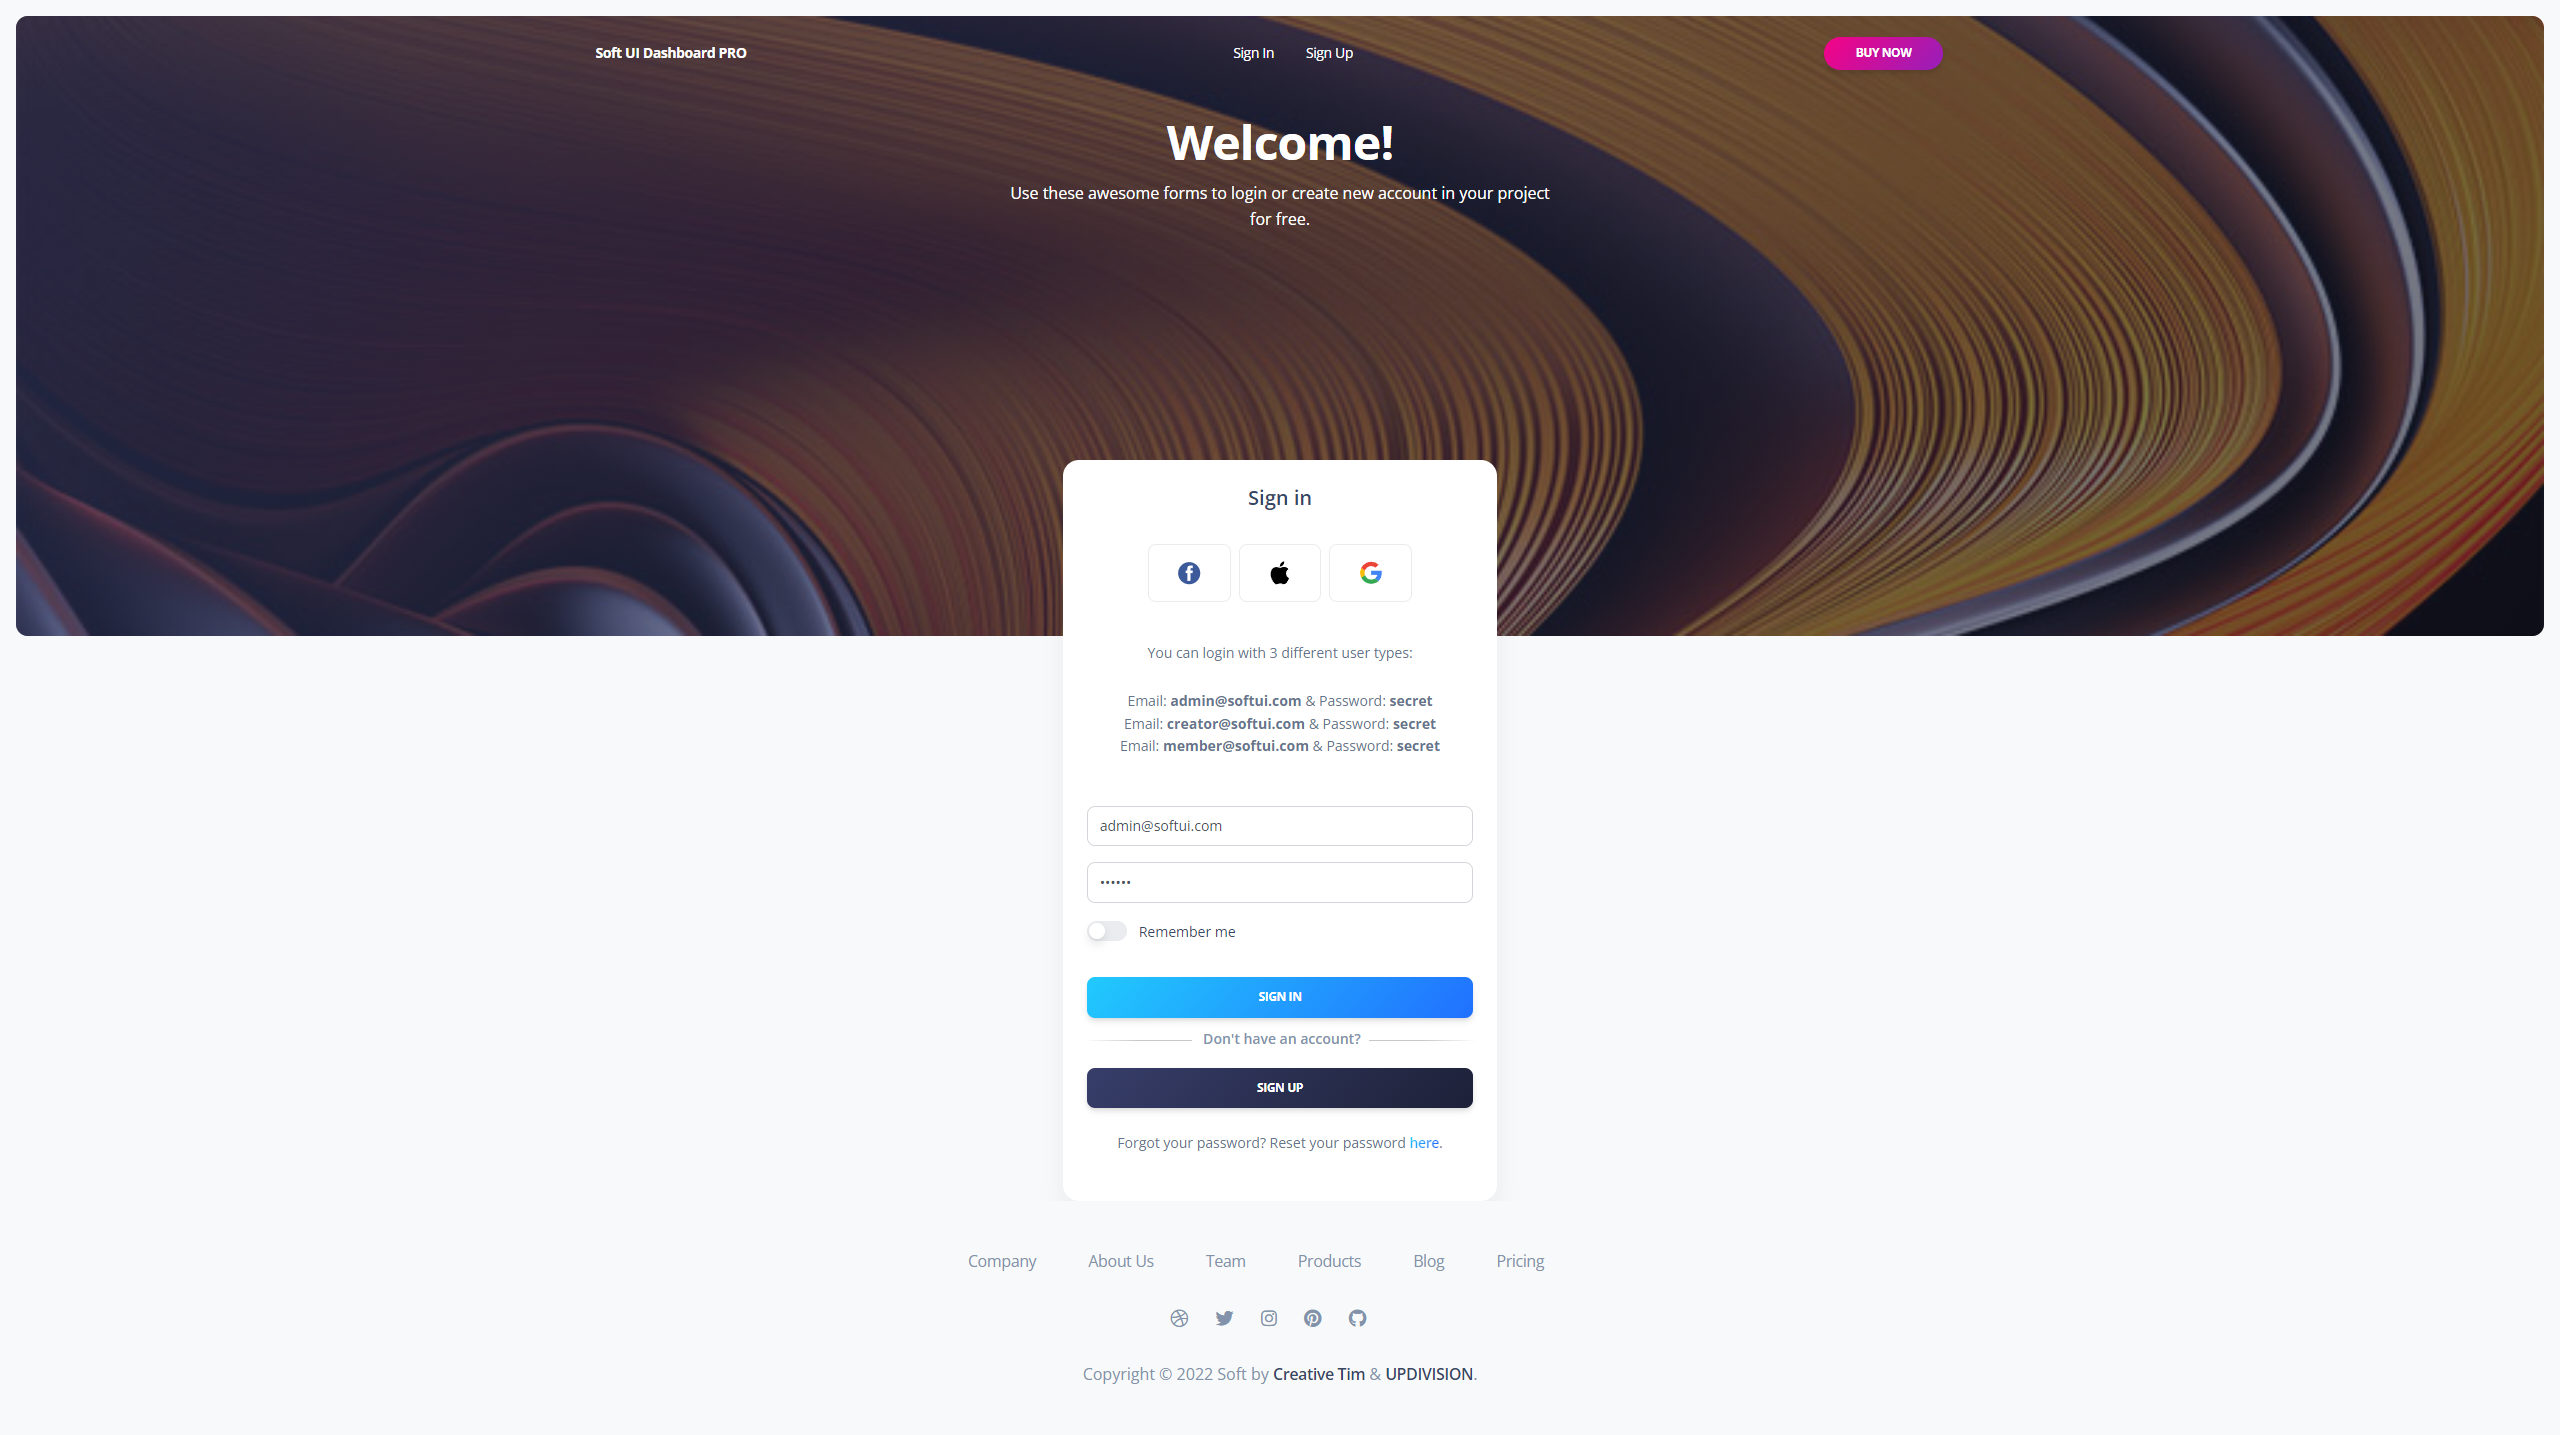 Soft UI Dashboard PRO
Sign In
Sign Up
BUY NOW
Welcome!
Use these awesome forms to login or create new account in your project
for free.
Sign in
You can login with 3 different user types:
Email: admin@softui.com & Password: secret
Email: creator@softui.com & Password: secret
Email: member@softui.com & Password: secret
admin@softui.com
••••••
Remember me
SIGN IN
Don't have an account?
SIGN UP
Forgot your password? Reset your password here.
Company
About Us
Team
Products
Blog
Pricing
Copyright © 2022 Soft by Creative Tim & UPDIVISION.